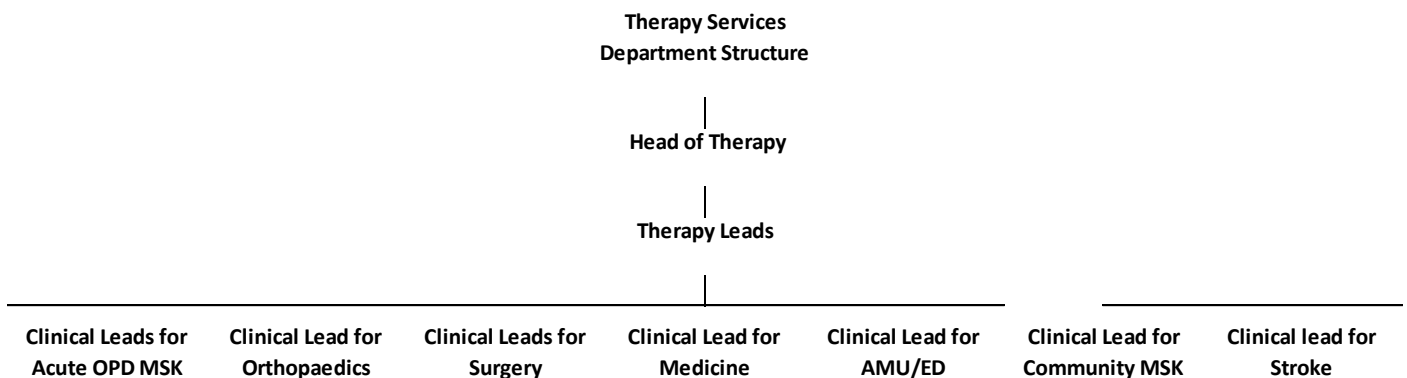 Therapy Services
Department Structure
Head of Therapy
Therapy Leads
Clinical Leads for
Acute OPD MSK
Clinical Lead for
Orthopaedics
Clinical Leads for
Surgery
Clinical Lead for
Medicine
Clinical Lead for
AMU/ED
Clinical Lead for
Community MSK
Clinical lead for
Stroke